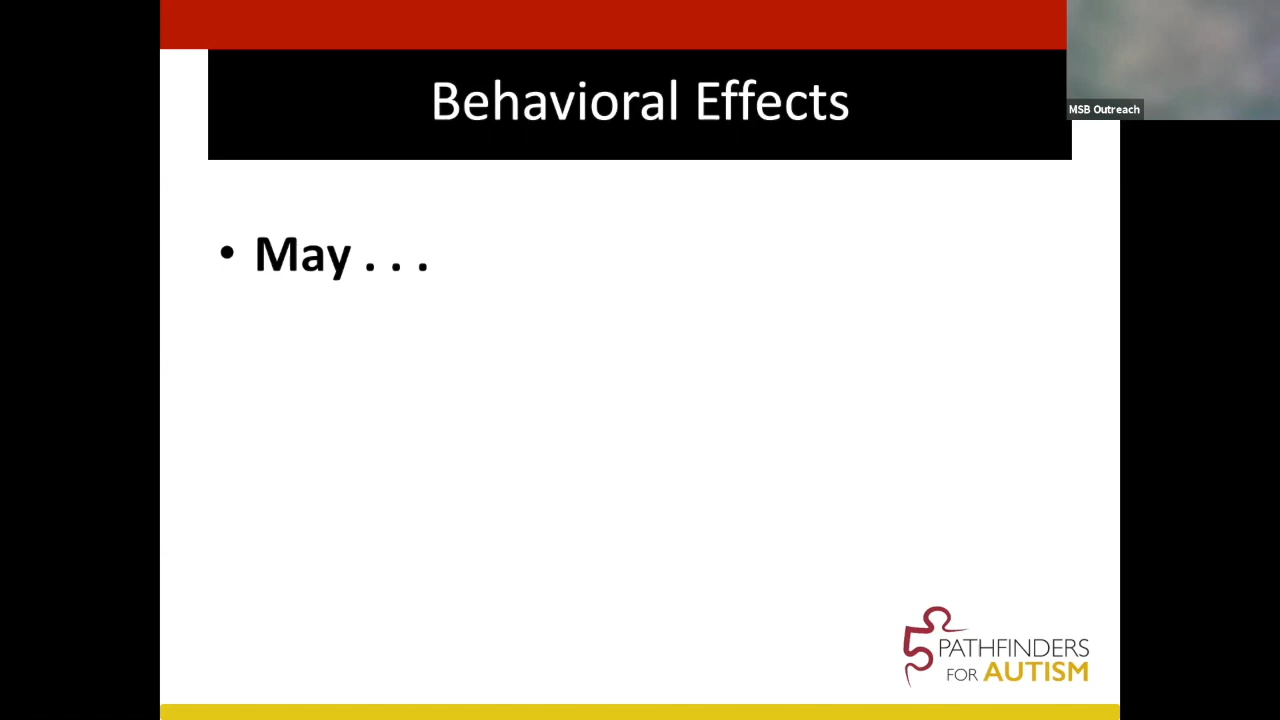 Behavioral Effects
MSB Outreach
• May . . .
PATHFINDERS
FOR AUTISM